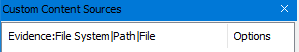 Custom Content Sources
Evidence:File System|Path|File Options